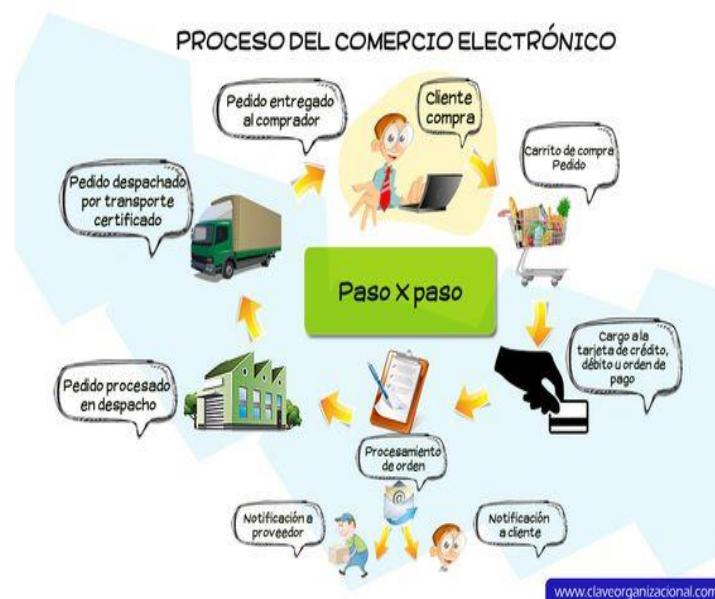 PROCESO DEL COMERCIO ELECTRÓNICO
Pedido entregado
al comprador
Cliente
compra
Carrito de compra
Pedido
Pedido despachado
por transporte
certificado
Paso X paso
Cargo a la
tarjeta de crédito,
débito u orden de
pago
Pedido procesado
en despacho
Procesamiento
de orden
@
Notificación a
proveedor
Notificación
a cliente
www.claveorganizacional.com